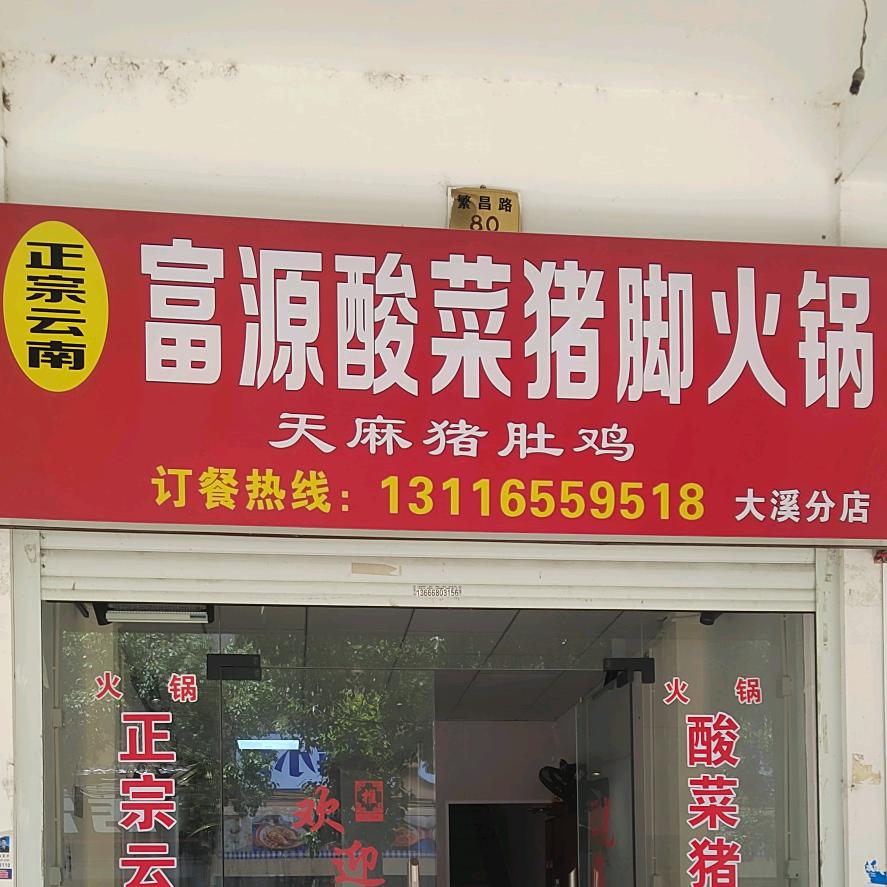 繁昌路
80
正宗云南
富源酸菜猪脚火锅
天麻猪肚鸡
订餐热线：13116559518 大溪分店
13666803156
火锅
正宗云
欢迎
火锅
酸菜猪